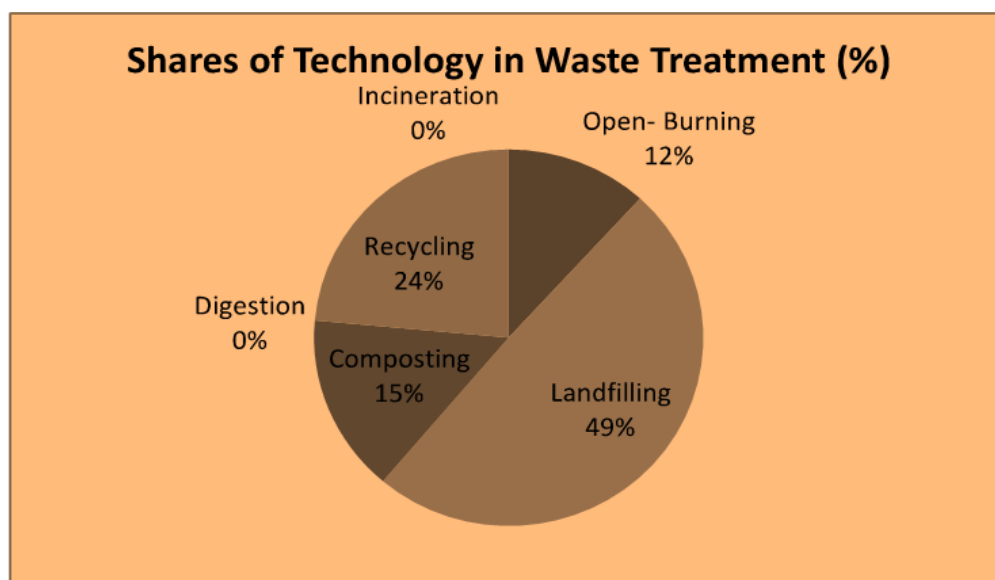 Shares of Technology in Waste Treatment (%)
Incineration
0%
Open- Burning
12%
Recycling
24%
Digestion
0%
Composting
15%
Landfilling
49%